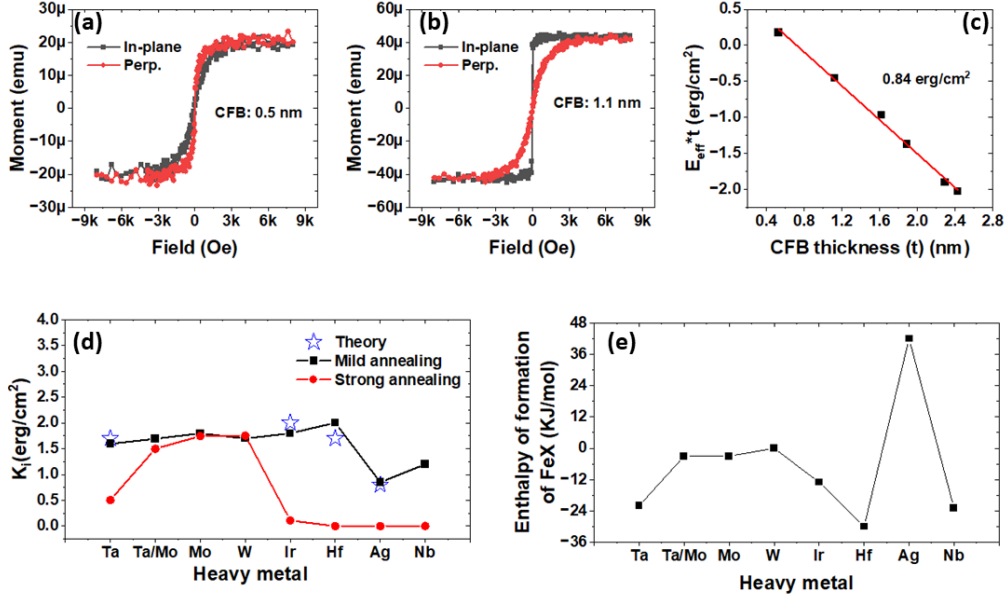 (a)
30μ
20μ
10μ
0
−10μ
−20μ
−30μ
Moment (emu)
In-plane
Perp.
CFB: 0.5 nm
−9k −6k −3k 0 3k 6k 9k
Field (Oe)
(b)
60μ
40μ
20μ
0
−20μ
−40μ
−60μ
Moment (emu)
In-plane
Perp.
CFB: 1.1 nm
−9k −6k −3k 0 3k 6k 9k
Field (Oe)
(c)
0.5
0.0
−0.5
−1.0
−1.5
−2.0
E_eff*t (erg/cm²)
0.84 erg/cm²
0.4 0.8 1.2 1.6 2.0 2.4 2.8
CFB thickness (t) (nm)
(d)
4.0
3.5
3.0
2.5
2.0
1.5
1.0
0.5
0.0
K_i(erg/cm²)
Theory
Mild annealing
Strong annealing
Ta Ta/Mo Mo W Ir Hf Ag Nb
Heavy metal
(e)
48
36
24
12
0
−12
−24
−36
Enthalpy of formation
of FeX (KJ/mol)
Ta Ta/Mo Mo W Ir Hf Ag Nb
Heavy metal